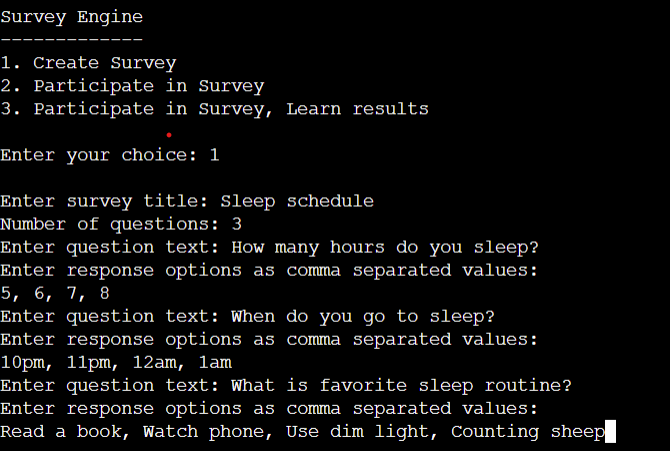 Survey Engine
-------------
1. Create Survey
2. Participate in Survey
3. Participate in Survey, Learn results
Enter your choice: 1
Enter survey title: Sleep schedule
Number of questions: 3
Enter question text: How many hours do you sleep?
Enter response options as comma separated values:
5, 6, 7, 8
Enter question text: When do you go to sleep?
Enter response options as comma separated values:
10pm, 11pm, 12am, 1am
Enter question text: What is favorite sleep routine?
Enter response options as comma separated values:
Read a book, Watch phone, Use dim light, Counting sheep